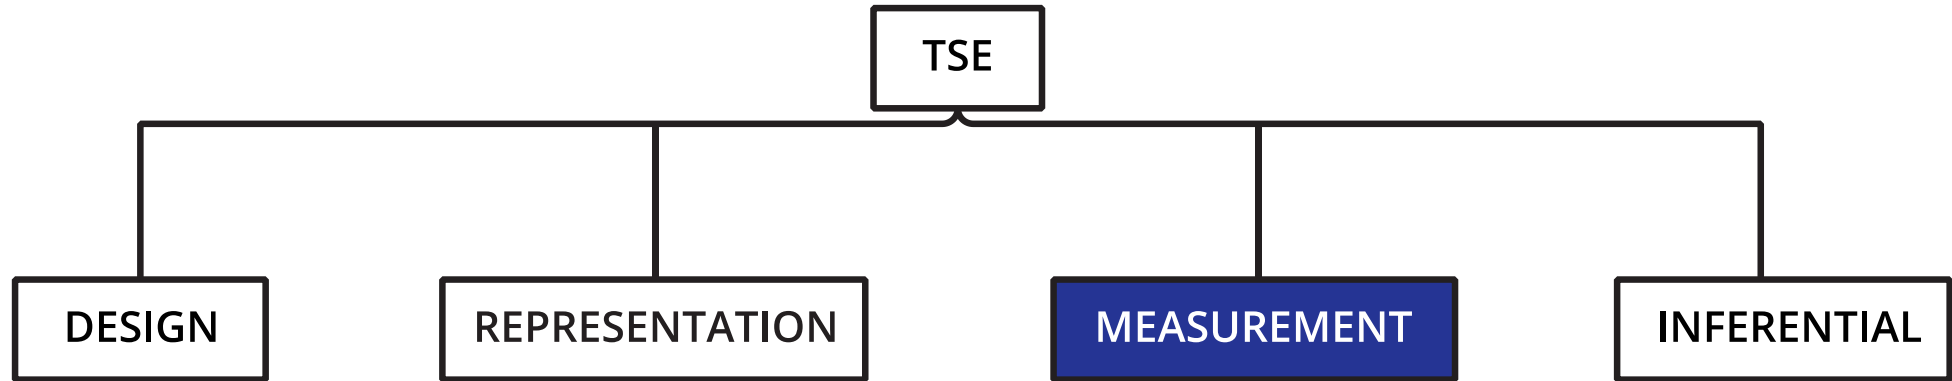 TSE
DESIGN
REPRESENTATION
MEASUREMENT
INFERENTIAL